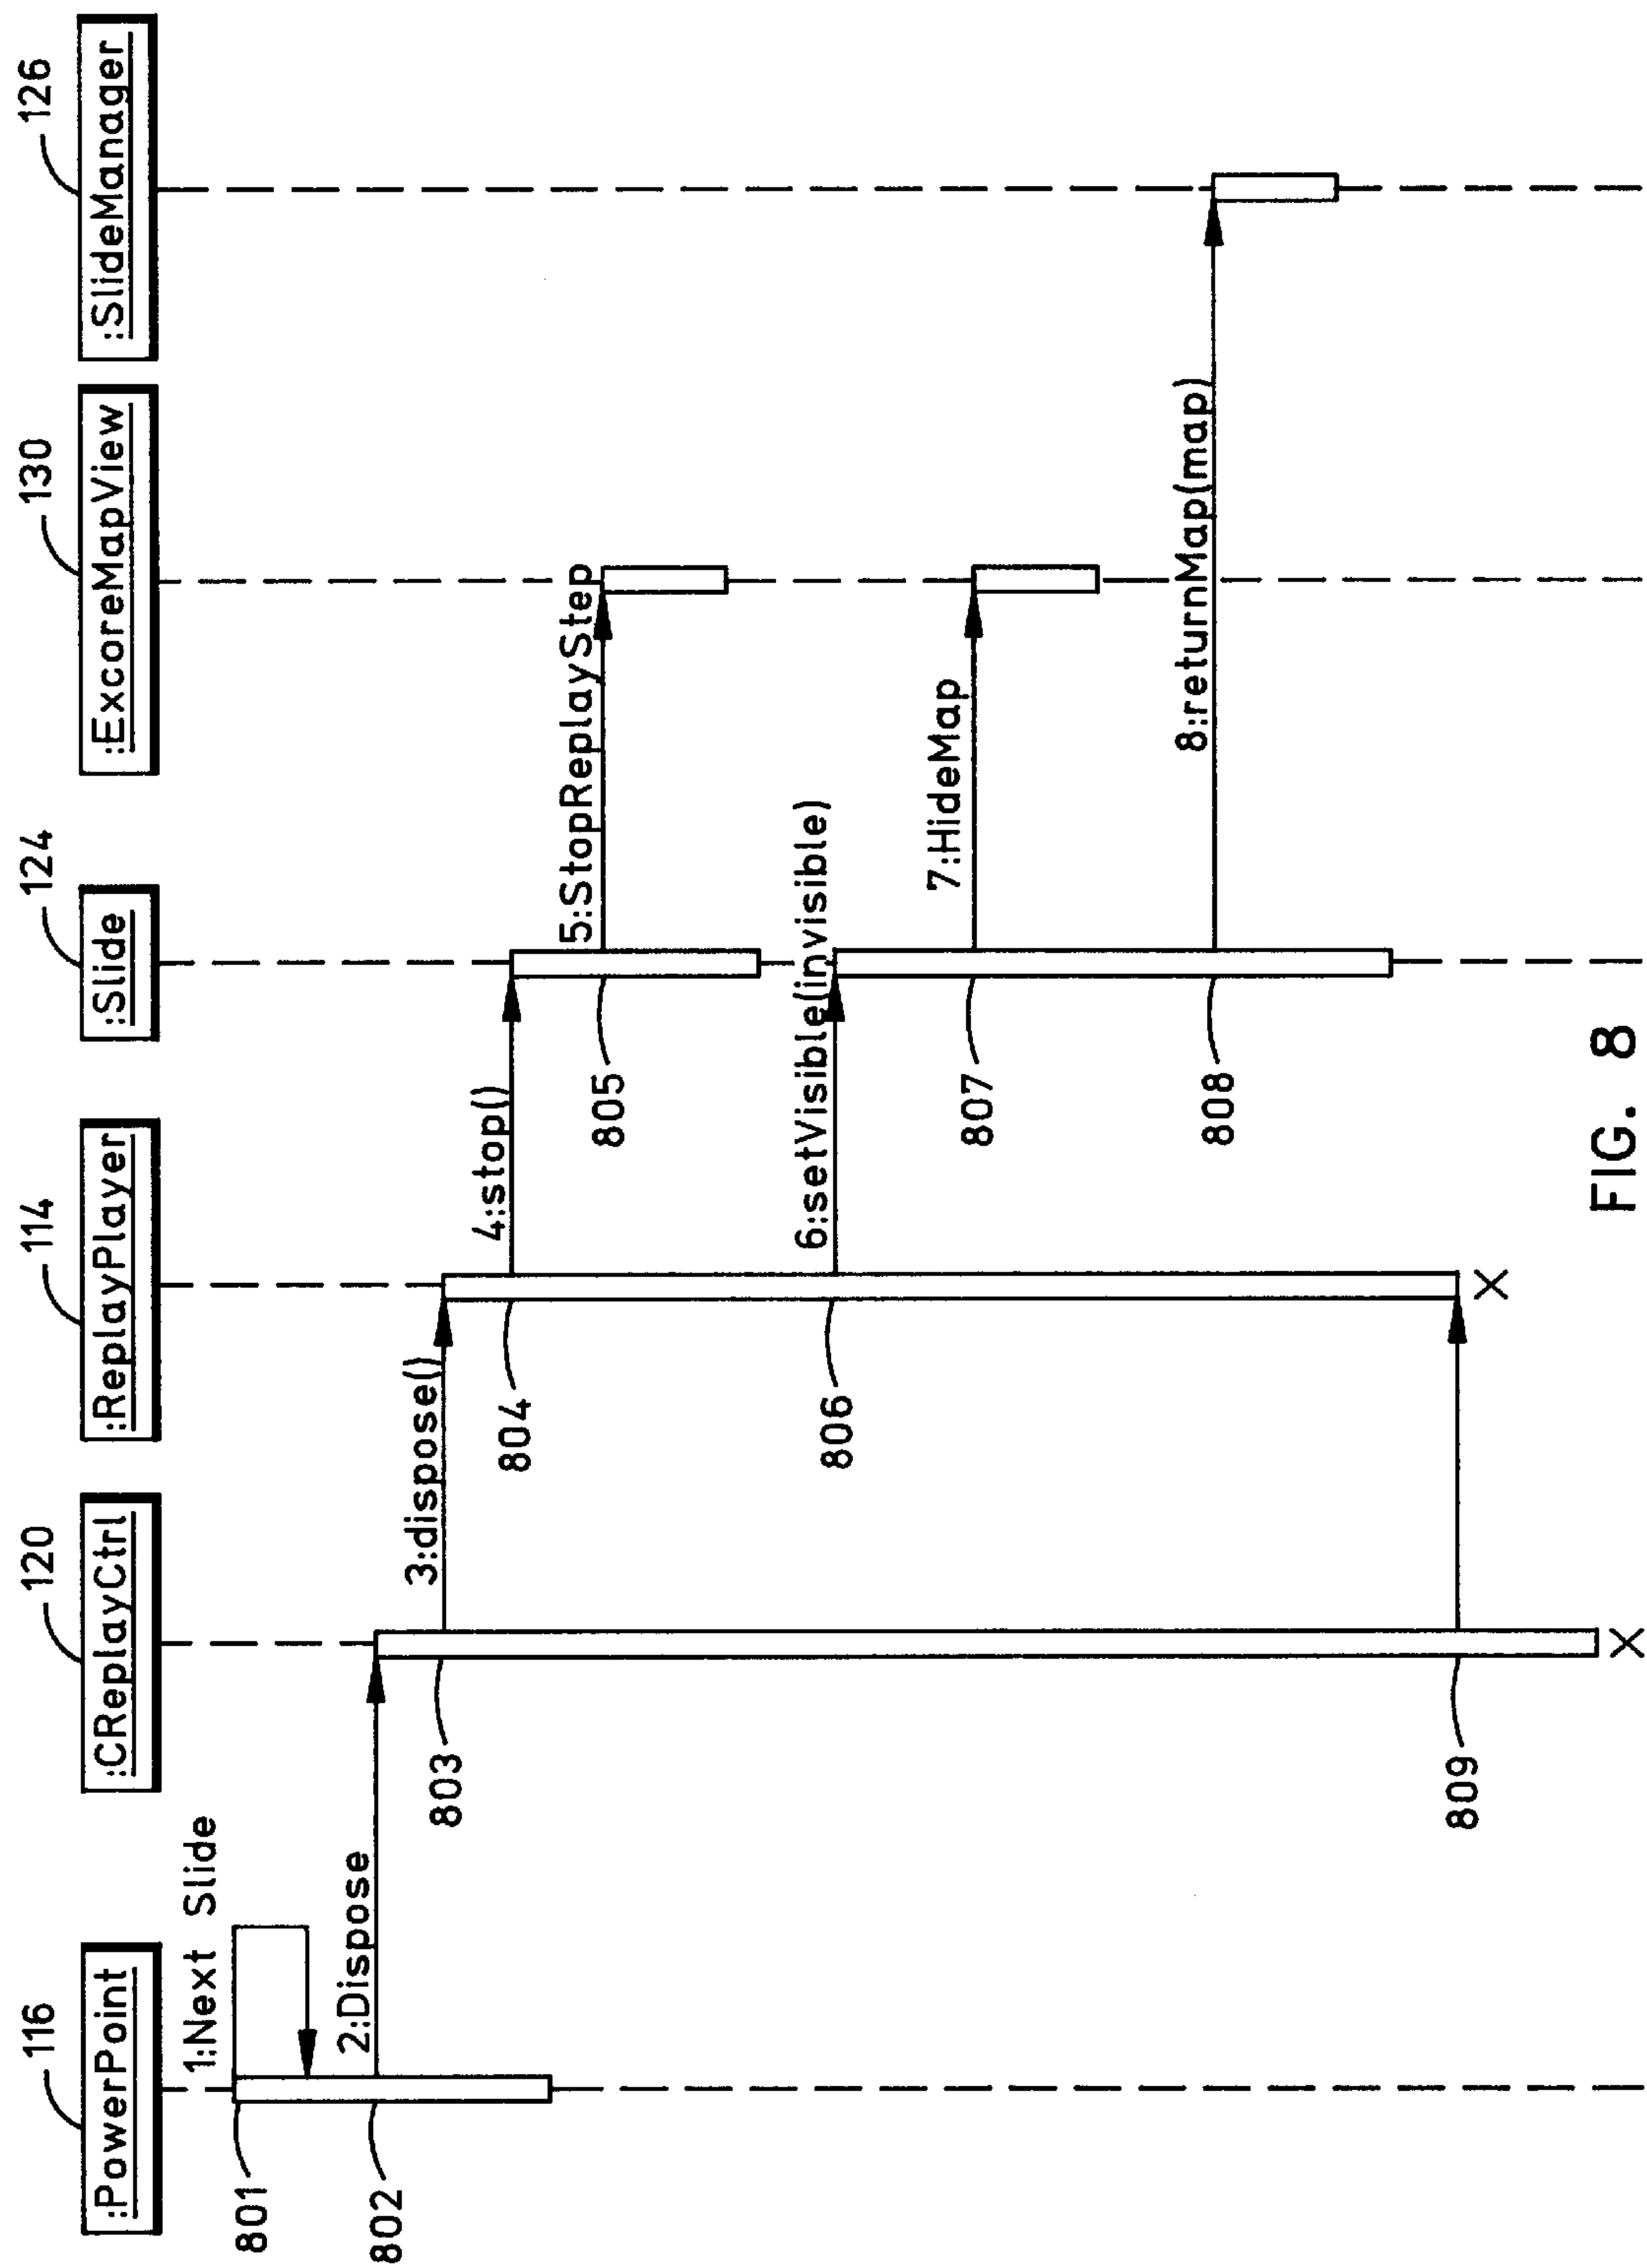 116
120
114
124
130
126
:PowerPoint
:CReplayCtrl
:ReplayPlayer
:Slide
:ExcoreMapView
:SlideManager
801
1:Next Slide
802
2:Dispose
803
3:dispose()
804
4:stop()
805
5:StopReplayStep
806
6:setVisible(invisible)
807
7:HideMap
808
8:returnMap(map)
809
X
X
FIG. 8